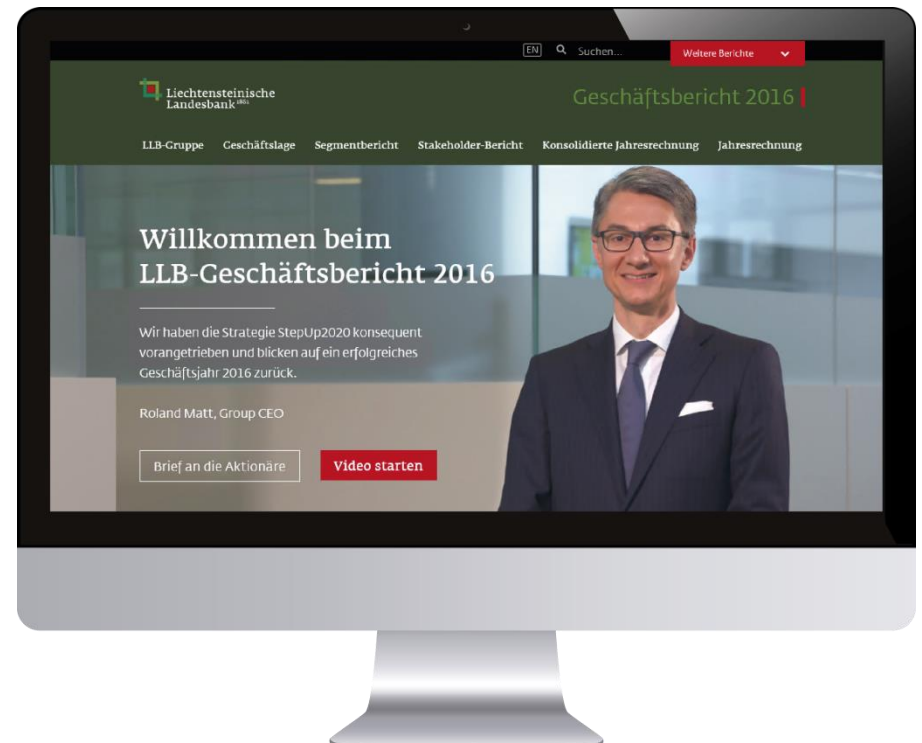 EN Suchen... Weitere Berichte
Liechtensteinische
Landesbank 1861
Geschäftsbericht 2016
LLB-Gruppe Geschäftslage Segmentbericht Stakeholder-Bericht Konsolidierte Jahresrechnung Jahresrechnung
Willkommen beim
LLB-Geschäftsbericht 2016
Wir haben die Strategie StepUp2020 konsequent
vorangetrieben und blicken auf ein erfolgreiches
Geschäftsjahr 2016 zurück.
Roland Matt, Group CEO
Brief an die Aktionäre Video starten